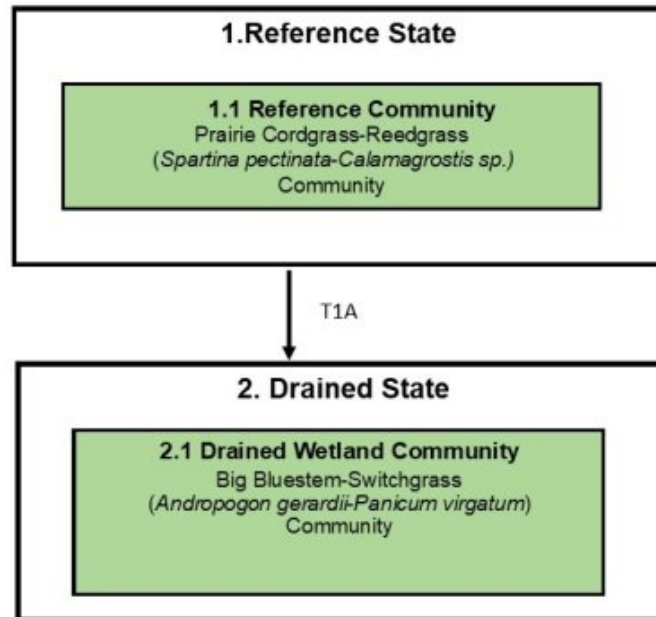 1.Reference State
1.1 Reference Community
Prairie Cordgrass-Reedgrass
(Spartina pectinata-Calamagrostis sp.)
Community
T1A
2. Drained State
2.1 Drained Wetland Community
Big Bluestem-Switchgrass
(Andropogon gerardii-Panicum virgatum)
Community